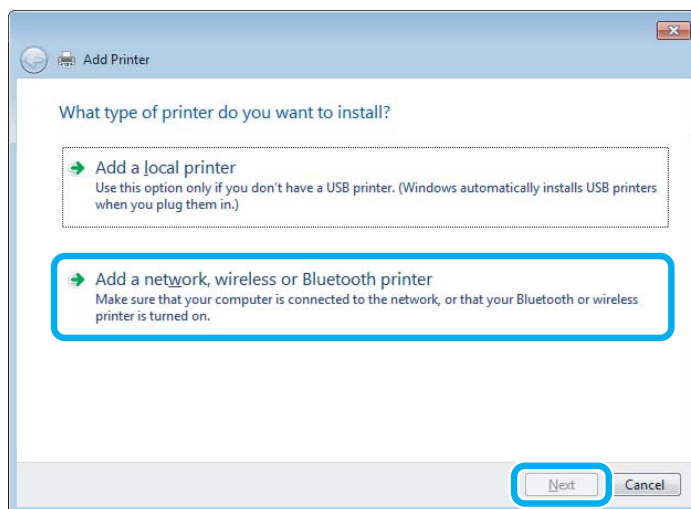 Add Printer
What type of printer do you want to install?
Add a local printer
Use this option only if you don't have a USB printer. (Windows automatically installs USB printers
when you plug them in.)
Add a network, wireless or Bluetooth printer
Make sure that your computer is connected to the network, or that your Bluetooth or wireless
printer is turned on.
Next Cancel